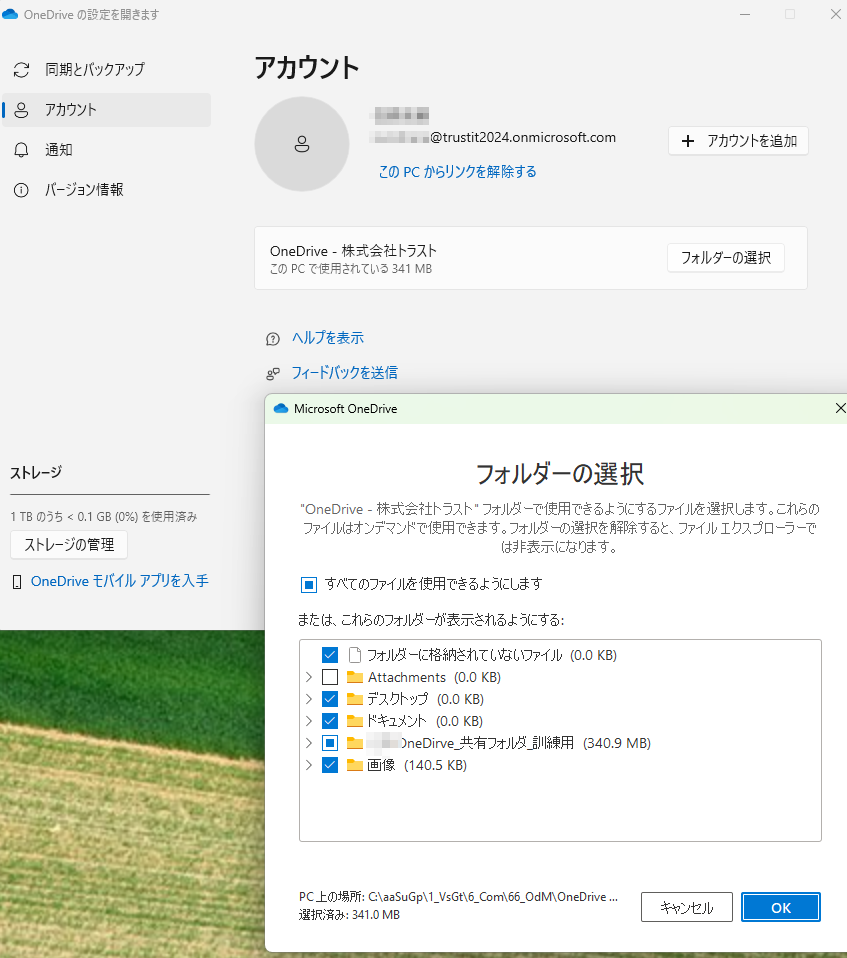 OneDrive の設定を開きます
同期とバックアップ
アカウント
通知
バージョン情報
アカウント
@trustit2024.onmicrosoft.com
アカウントを追加
この PC からリンクを解除する
OneDrive - 株式会社トラスト
この PC で使用されている 341 MB
フォルダーの選択
ヘルプを表示
フィードバックを送信
ストレージ
1 TB のうち < 0.1 GB (0%) を使用済み
ストレージの管理
OneDrive モバイル アプリを入手
Microsoft OneDrive
フォルダーの選択
"OneDrive - 株式会社トラスト" フォルダーで使用できるようにするファイルを選択します。これらの
ファイルはオンデマンドで使用できます。フォルダーの選択を解除すると、ファイル エクスプローラーで
は非表示になります。
すべてのファイルを使用できるようにします
または、これらのフォルダーが表示されるようにする:
フォルダーに格納されていないファイル (0.0 KB)
Attachments (0.0 KB)
デスクトップ (0.0 KB)
ドキュメント (0.0 KB)
OneDirve_共有フォルダ_訓練用 (340.9 MB)
画像 (140.5 KB)
PC 上の場所: C:\aaSuGp\1_VsGt\6_Com\66_OdM\OneDrive ...
選択済み: 341.0 MB
キャンセル
OK